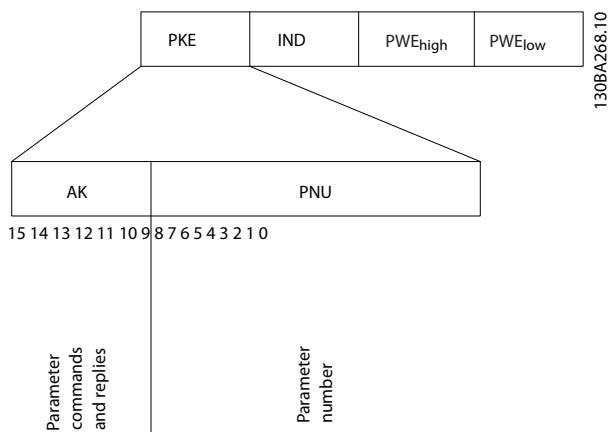 PKE IND PWEhigh PWElow
130BA268.10
AK PNU
15 14 13 12 11 10 9 8 7 6 5 4 3 2 1 0
Parameter
commands
and replies
Parameter
number